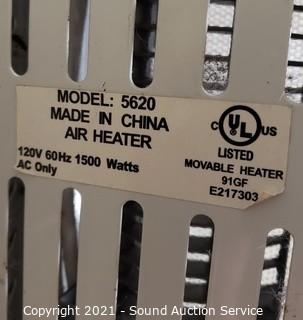 MODEL: 5620
MADE IN CHINA
AIR HEATER
120V 60Hz 1500 Watts
AC Only
C UL US
LISTED
MOVABLE HEATER
91GF
E217303
Copyright 2021 - Sound Auction Service